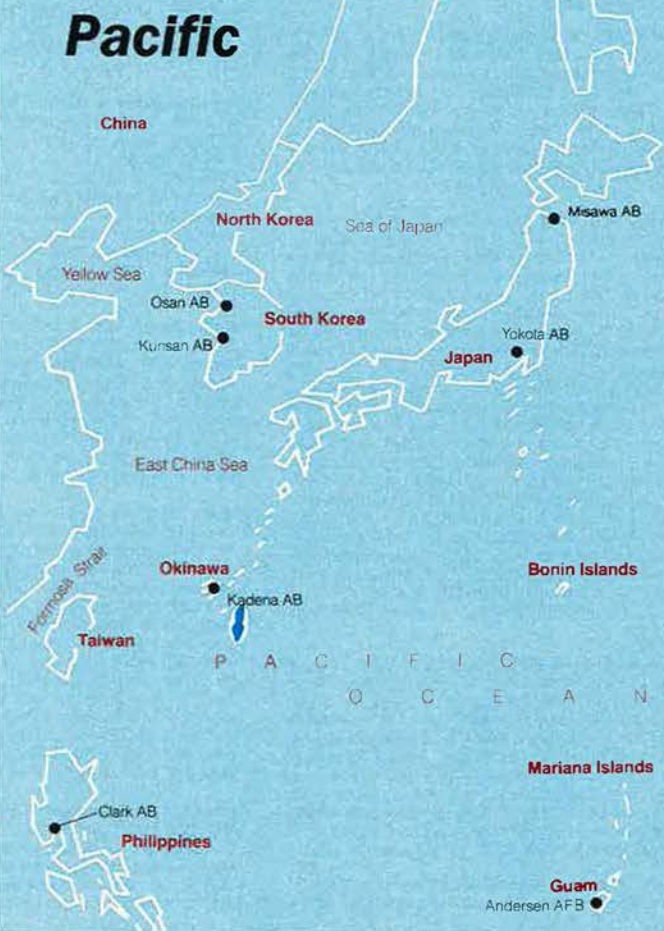 Pacific
China
North Korea
Sea of Japan
Misawa AB
Yellow Sea
Osan AB
South Korea
Kunsan AB
Yokota AB
Japan
East China Sea
Formosa Strait
Okinawa
Kadena AB
Bonin Islands
Taiwan
PACIFIC
OCEAN
Mariana Islands
Clark AB
Philippines
Guam
Andersen AFB